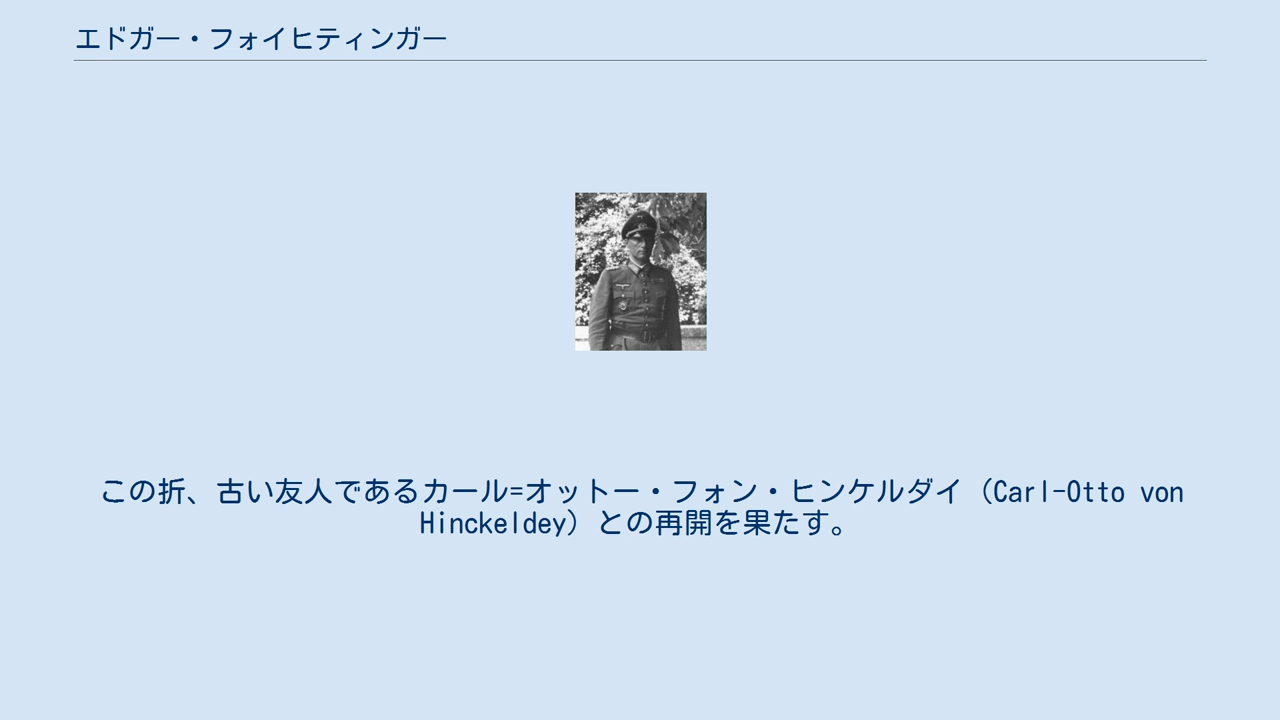 エドガー・フォイヒティンガー
この折、古い友人であるカール=オットー・フォン・ヒンケルダイ（Carl-Otto von
Hinckeldey）との再開を果たす。